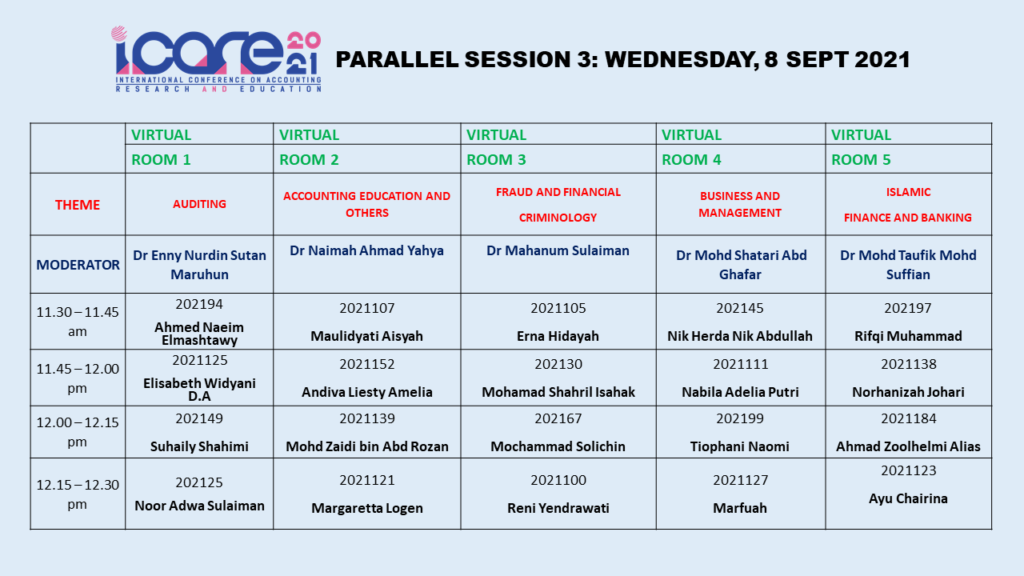 icare 2021
INTERNATIONAL CONFERENCE ON ACCOUNTING
RESEARCH AND EDUCATION
PARALLEL SESSION 3: WEDNESDAY, 8 SEPT 2021
VIRTUAL VIRTUAL VIRTUAL VIRTUAL VIRTUAL
ROOM 1 ROOM 2 ROOM 3 ROOM 4 ROOM 5
THEME
AUDITING
ACCOUNTING EDUCATION AND
OTHERS
FRAUD AND FINANCIAL
CRIMINOLOGY
BUSINESS AND
MANAGEMENT
ISLAMIC
FINANCE AND BANKING
MODERATOR
Dr Enny Nurdin Sutan
Maruhun
Dr Naimah Ahmad Yahya
Dr Mahanum Sulaiman
Dr Mohd Shatari Abd
Ghafar
Dr Mohd Taufik Mohd
Suffian
11.30 – 11.45
am
202194
Ahmed Naeim
Elmashtawy
2021107
Maulidyati Aisyah
2021105
Erna Hidayah
202145
Nik Herda Nik Abdullah
202197
Rifqi Muhammad
11.45 – 12.00
pm
2021125
Elisabeth Widyani
D.A
2021152
Andiva Liesty Amelia
202130
Mohamad Shahril Isahak
2021111
Nabila Adelia Putri
2021138
Norhanizah Johari
12.00 – 12.15
pm
202149
Suhaily Shahimi
2021139
Mohd Zaidi bin Abd Rozan
202167
Mochammad Solichin
202199
Tiophani Naomi
2021184
Ahmad Zoolhelmi Alias
12.15 – 12.30
pm
202125
Noor Adwa Sulaiman
2021121
Margaretta Logen
2021100
Reni Yendrawati
2021127
Marfuah
2021123
Ayu Chairina